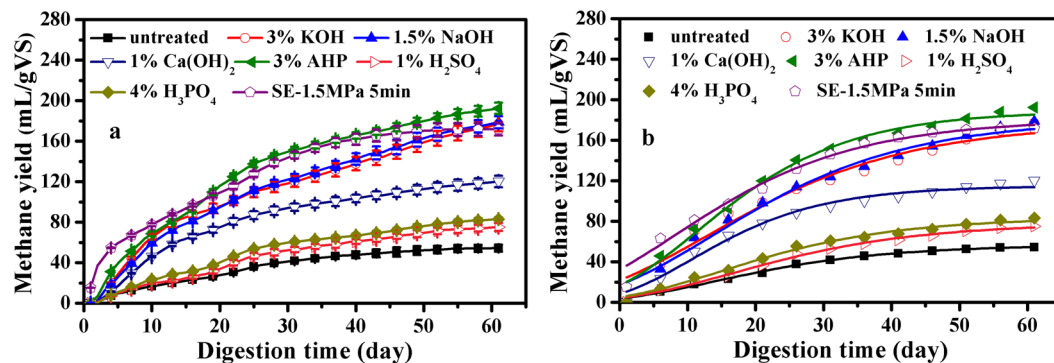 280
240
200
160
120
80
40
0
Methane yield (mL/gVS)
untreated 3% KOH 1.5% NaOH
1% Ca(OH)₂ 3% AHP 1% H₂SO₄
4% H₃PO₄ SE-1.5MPa 5min
a
0 10 20 30 40 50 60
Digestion time (day)
280
240
200
160
120
80
40
0
Methane yield (mL/gVS)
untreated 3% KOH 1.5% NaOH
1% Ca(OH)₂ 3% AHP 1% H₂SO₄
4% H₃PO₄ SE-1.5MPa 5min
b
0 10 20 30 40 50 60
Digestion time (day)